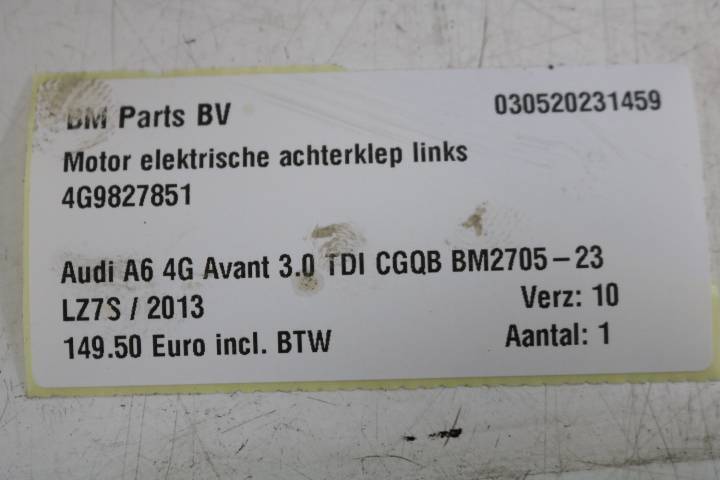 BM Parts BV 030520231459
Motor elektrische achterklep links
4G9827851
Audi A6 4G Avant 3.0 TDI CGQB BM2705-23
LZ7S / 2013 Verz: 10
149.50 Euro incl. BTW Aantal: 1